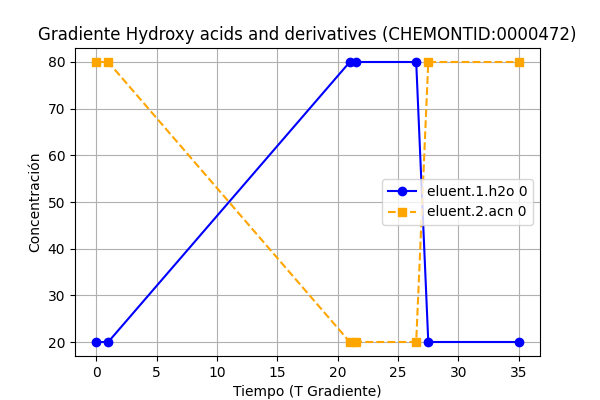 Gradiente Hydroxy acids and derivatives (CHEMONTID:0000472)
80
70
60
50
40
30
20
Concentración
eluent.1.h2o 0
eluent.2.acn 0
0 5 10 15 20 25 30 35
Tiempo (T Gradiente)